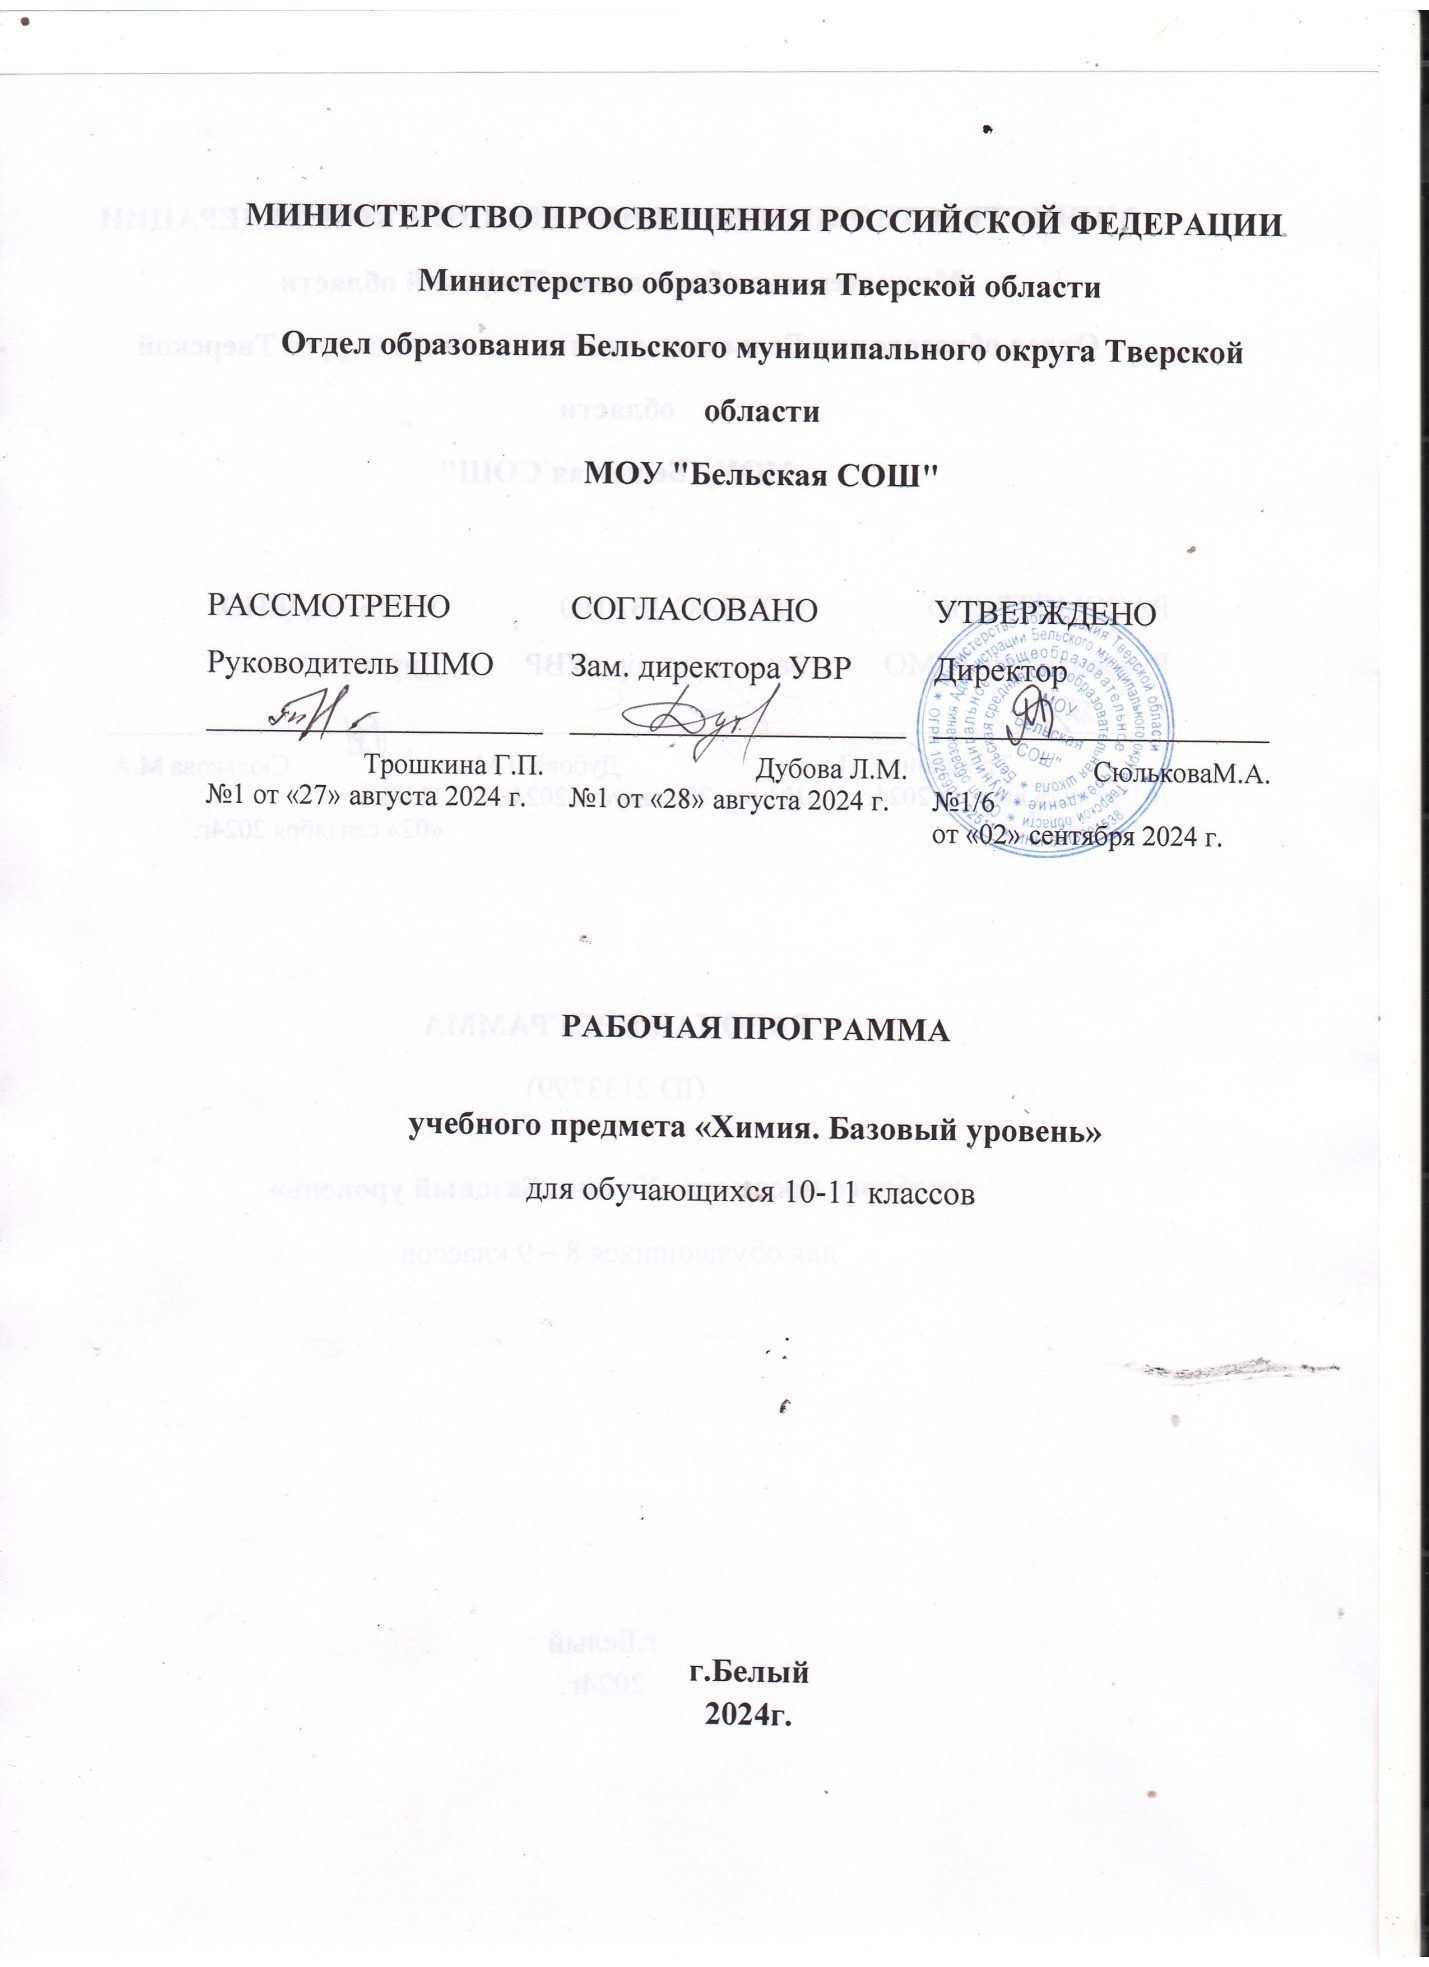 МИНИСТЕРСТВО ПРОСВЕЩЕНИЯ РОССИЙСКОЙ ФЕДЕРАЦИИ
Министерство образования Тверской области
Отдел образования Бельского муниципального округа Тверской
области
МОУ "Бельская СОШ"
РАССМОТРЕНО
Руководитель ШМО
Трошкина Г.П.
№1 от «27» августа 2024 г.
СОГЛАСОВАНО
Зам. директора УВР
Дубова Л.М.
№1 от «28» августа 2024 г.
УТВЕРЖДЕНО
Директор
СюльковаМ.А.
№1/6
от «02» сентября 2024 г.
МОУ
"Бельская
СОШ"
РАБОЧАЯ ПРОГРАММА
учебного предмета «Химия. Базовый уровень»
для обучающихся 10-11 классов
г.Белый
2024г.